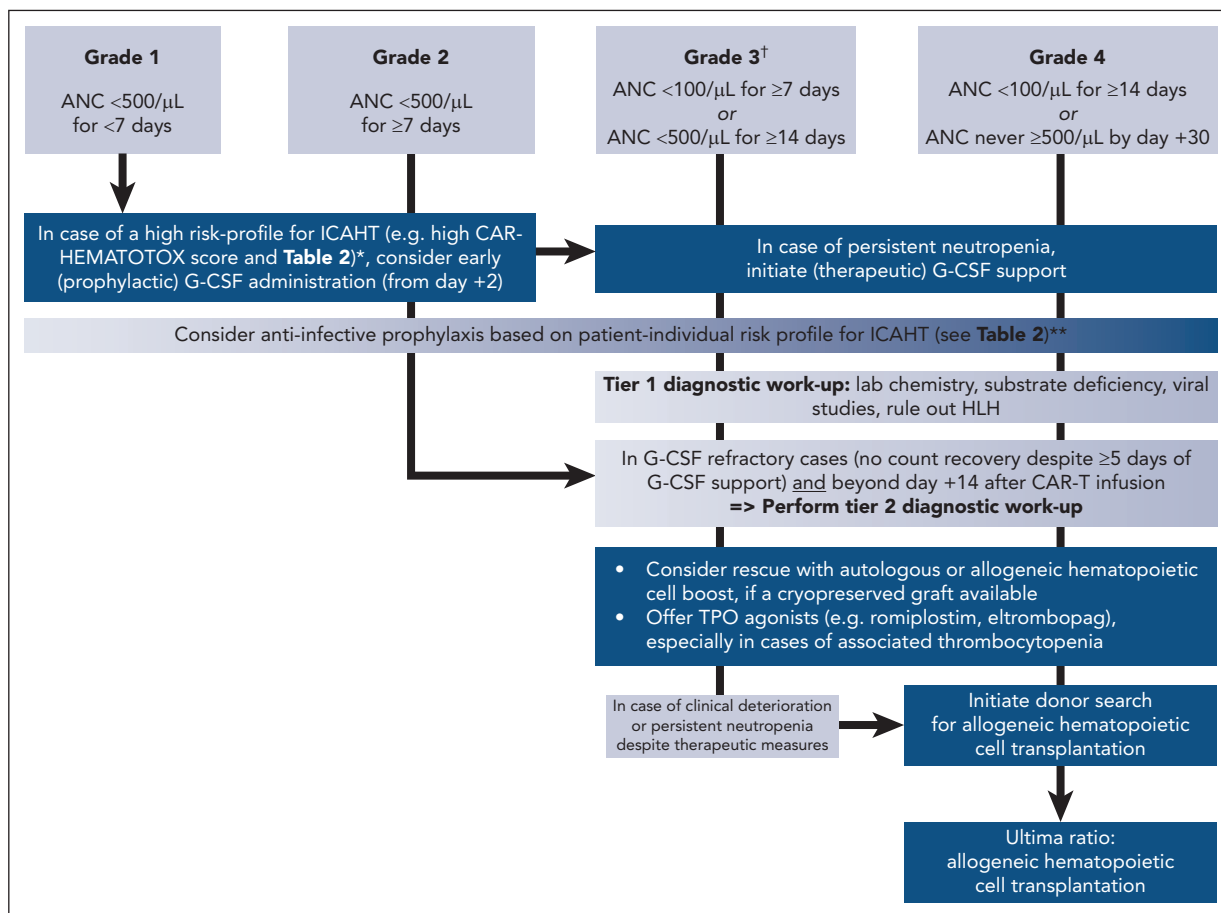 Grade 1
ANC <500/μL
for <7 days
Grade 2
ANC <500/μL
for ≥7 days
Grade 3†
ANC <100/μL for ≥7 days
or
ANC <500/μL for ≥14 days
Grade 4
ANC <100/μL for ≥14 days
or
ANC never ≥500/μL by day +30
In case of a high risk-profile for ICAHT (e.g. high CAR-
HEMATOTOX score and Table 2)*, consider early
(prophylactic) G-CSF administration (from day +2)
In case of persistent neutropenia,
initiate (therapeutic) G-CSF support
Consider anti-infective prophylaxis based on patient-individual risk profile for ICAHT (see Table 2)**
Tier 1 diagnostic work-up: lab chemistry, substrate deficiency, viral
studies, rule out HLH
In G-CSF refractory cases (no count recovery despite ≥5 days of
G-CSF support) and beyond day +14 after CAR-T infusion
=> Perform tier 2 diagnostic work-up
• Consider rescue with autologous or allogeneic hematopoietic
cell boost, if a cryopreserved graft available
• Offer TPO agonists (e.g. romiplostim, eltrombopag),
especially in cases of associated thrombocytopenia
In case of clinical deterioration
or persistent neutropenia
despite therapeutic measures
Initiate donor search
for allogeneic hematopoietic
cell transplantation
Ultima ratio:
allogeneic hematopoietic
cell transplantation